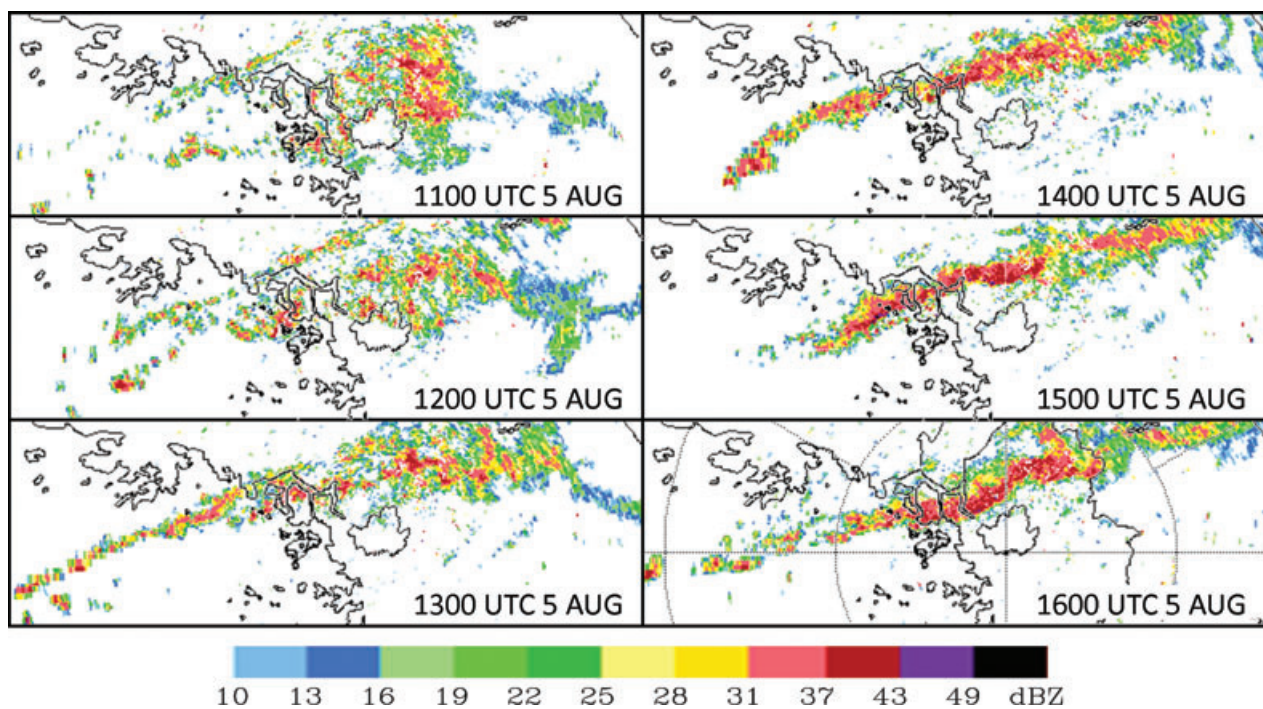 1100 UTC 5 AUG
1400 UTC 5 AUG
1200 UTC 5 AUG
1500 UTC 5 AUG
1300 UTC 5 AUG
1600 UTC 5 AUG
10 13 16 19 22 25 28 31 37 43 49 dBZ